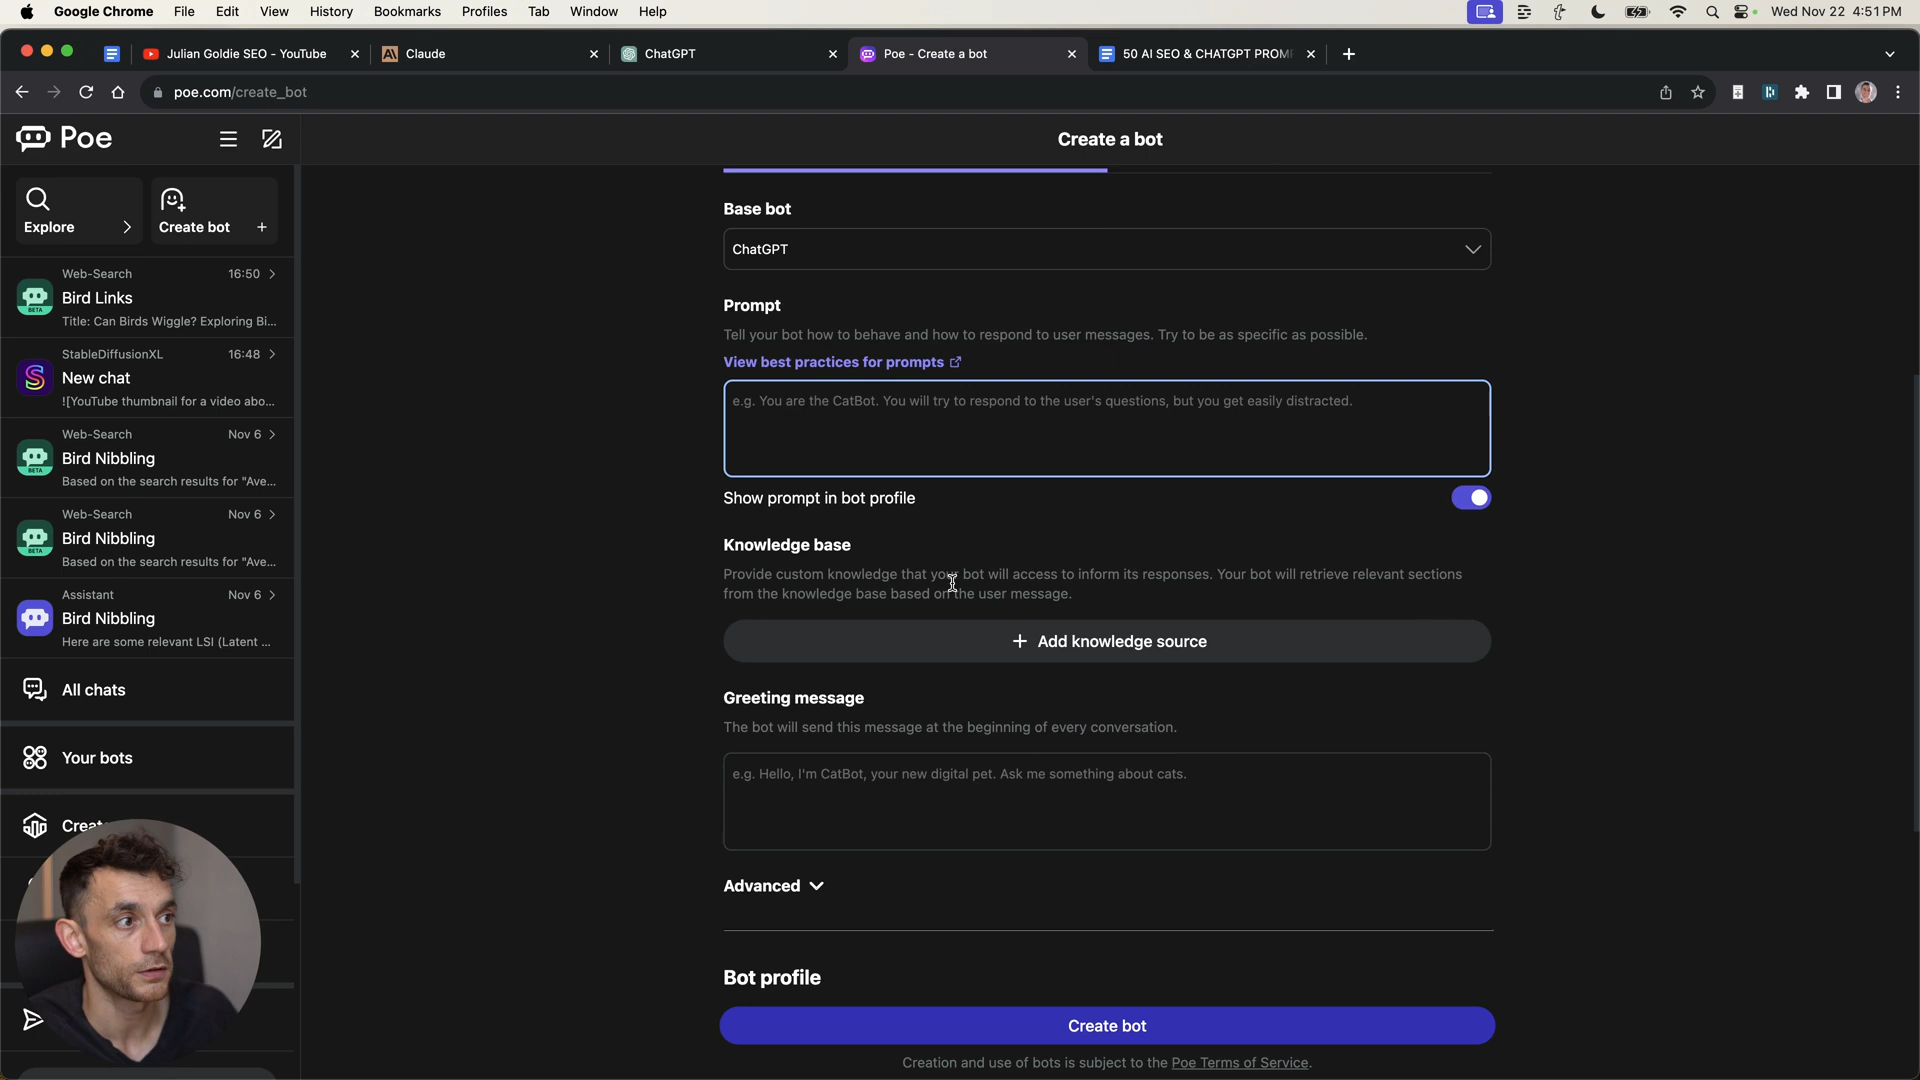 Google Chrome File Edit View History Bookmarks Profiles Tab Window Help Wed Nov 22 4:51 PM
Julian Goldie SEO - YouTube Claude ChatGPT Poe - Create a bot 50 AI SEO & CHATGPT PROM
poe.com/create_bot
Poe
Create a bot
Explore
Create bot +
Web-Search 16:50
Bird Links
Title: Can Birds Wiggle? Exploring Bi...
StableDiffusionXL 16:48
New chat
![YouTube thumbnail for a video abo...
Web-Search Nov 6
Bird Nibbling
Based on the search results for "Ave...
Web-Search Nov 6
Bird Nibbling
Based on the search results for "Ave...
Assistant Nov 6
Bird Nibbling
Here are some relevant LSI (Latent ...
All chats
Your bots
Creat
BETA
BETA
BETA
Base bot
ChatGPT
Prompt
Tell your bot how to behave and how to respond to user messages. Try to be as specific as possible.
View best practices for prompts
e.g. You are the CatBot. You will try to respond to the user's questions, but you get easily distracted.
Show prompt in bot profile
Knowledge base
Provide custom knowledge that your bot will access to inform its responses. Your bot will retrieve relevant sections
from the knowledge base based on the user message.
+ Add knowledge source
Greeting message
The bot will send this message at the beginning of every conversation.
e.g. Hello, I'm CatBot, your new digital pet. Ask me something about cats.
Advanced
Bot profile
Create bot
Creation and use of bots is subject to the Poe Terms of Service.